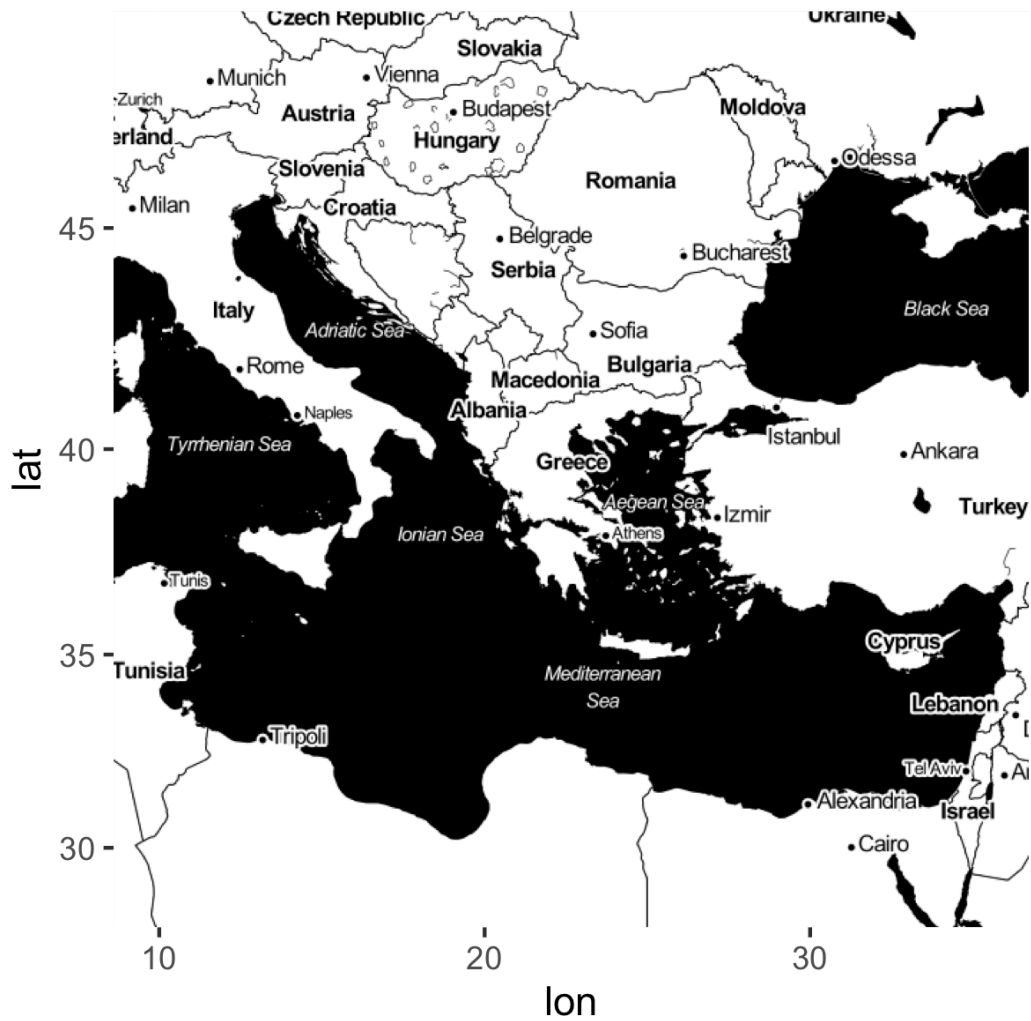 Czech Republic
Ukraine
Slovakia
Munich
Vienna
Zurich
Austria
Budapest
Moldova
erland
Hungary
Odessa
Slovenia
Romania
Milan
Croatia
45
Belgrade
Bucharest
Serbia
Italy
Black Sea
Adriatic Sea
Sofia
Rome
Bulgaria
Macedonia
Naples
Albania
Istanbul
Tyrrhenian Sea
40
Ankara
lat
Greece
Aegean Sea
Turkey
Izmir
Ionian Sea
Athens
Tunis
Cyprus
35
Tunisia
Mediterranean
Sea
Lebanon
D
Tripoli
Tel Aviv
Ar
Alexandria
Israel
30
Cairo
10
20
30
lon